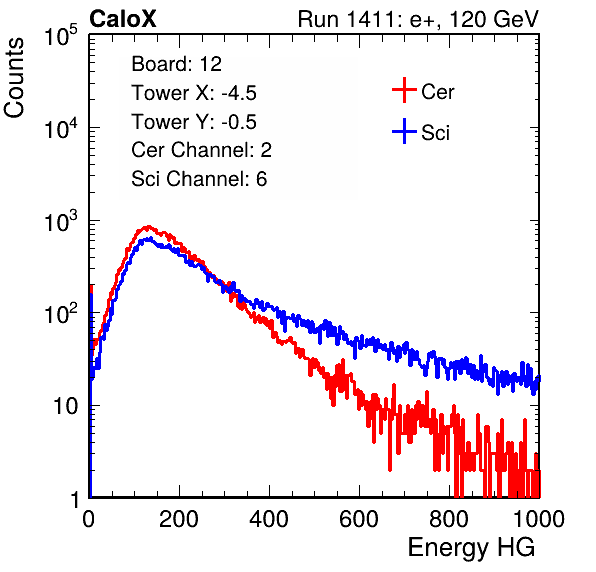 CaloX Run 1411: e+, 120 GeV
Counts
Board: 12
Tower X: -4.5
Tower Y: -0.5
Cer Channel: 2
Sci Channel: 6
Cer
Sci
10^5
10^4
10^3
10^2
10
1
0 200 400 600 800 1000
Energy HG